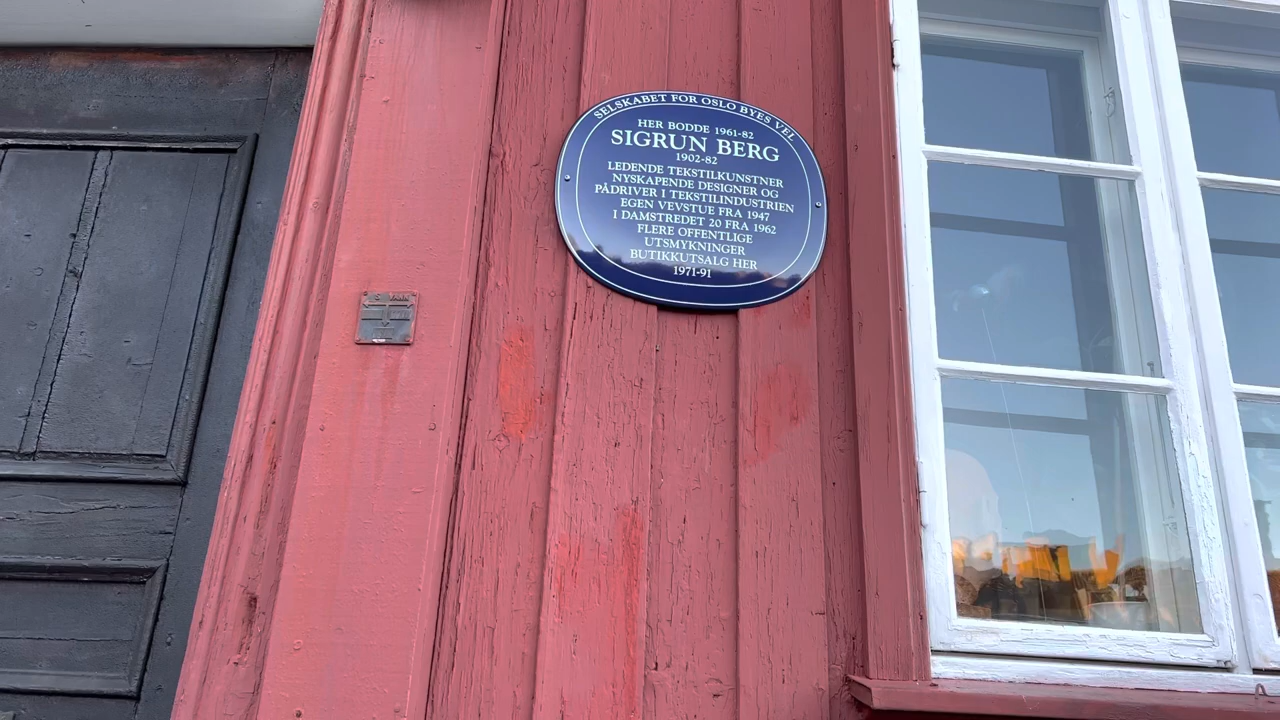 SELSKABET FOR OSLO BYES VEL
HER BODDE 1961-82
SIGRUN BERG
1902-82
LEDENDE TEKSTILKUNSTNER
NYSKAPENDE DESIGNER OG
PÅDRIVER I TEKSTILINDUSTRIEN
EGEN VEVSTUE FRA 1947
I DAMSTREDET 20 FRA 1962
FLERE OFFENTLIGE
UTSMYKNINGER
BUTIKKUTSALG HER
1971-91